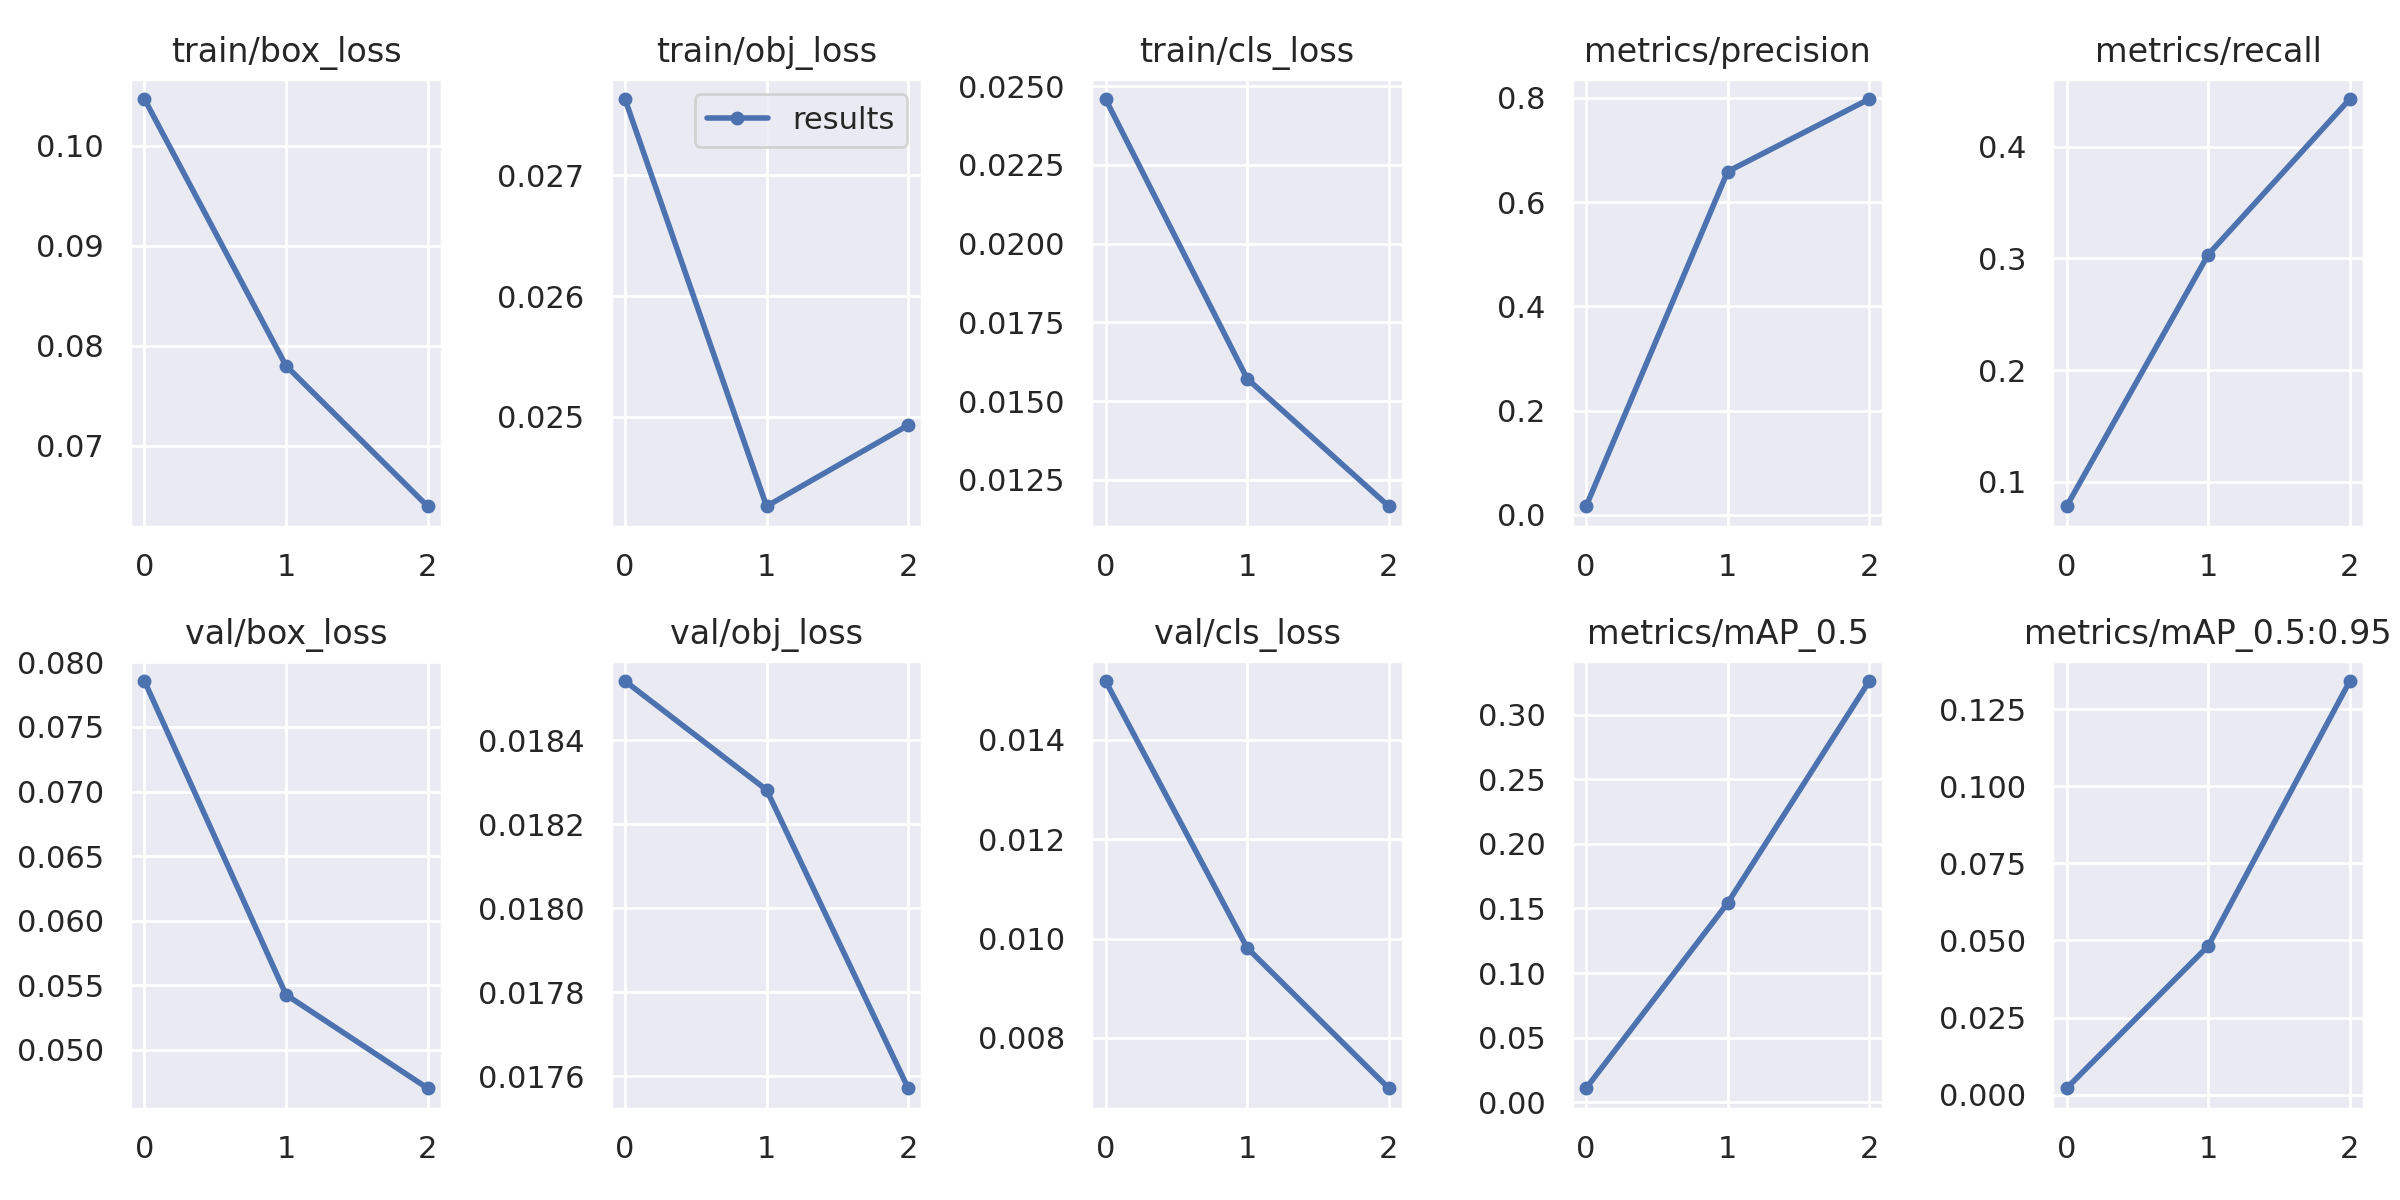 train/box_loss
0.10
0.09
0.08
0.07
0 1 2
train/obj_loss
results
0.027
0.026
0.025
0 1 2
train/cls_loss
0.0250
0.0225
0.0200
0.0175
0.0150
0.0125
0 1 2
metrics/precision
0.8
0.6
0.4
0.2
0.0
0 1 2
metrics/recall
0.4
0.3
0.2
0.1
0 1 2
val/box_loss
0.080
0.075
0.070
0.065
0.060
0.055
0.050
0 1 2
val/obj_loss
0.0184
0.0182
0.0180
0.0178
0.0176
0 1 2
val/cls_loss
0.014
0.012
0.010
0.008
0 1 2
metrics/mAP_0.5
0.30
0.25
0.20
0.15
0.10
0.05
0.00
0 1 2
metrics/mAP_0.5:0.95
0.125
0.100
0.075
0.050
0.025
0.000
0 1 2